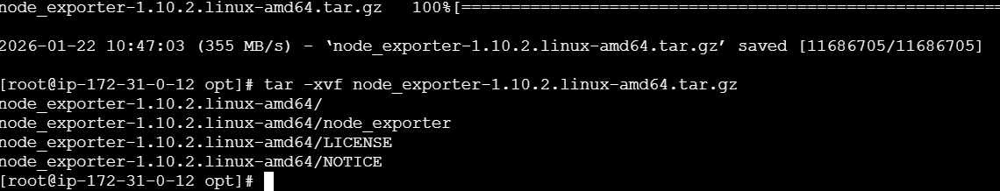 node_exporter-1.10.2.linux-amd64.tar.gz   100%[======================================================
2026-01-22 10:47:03 (355 MB/s) - ‘node_exporter-1.10.2.linux-amd64.tar.gz’ saved [11686705/11686705]
[root@ip-172-31-0-12 opt]# tar -xvf node_exporter-1.10.2.linux-amd64.tar.gz
node_exporter-1.10.2.linux-amd64/
node_exporter-1.10.2.linux-amd64/node_exporter
node_exporter-1.10.2.linux-amd64/LICENSE
node_exporter-1.10.2.linux-amd64/NOTICE
[root@ip-172-31-0-12 opt]#